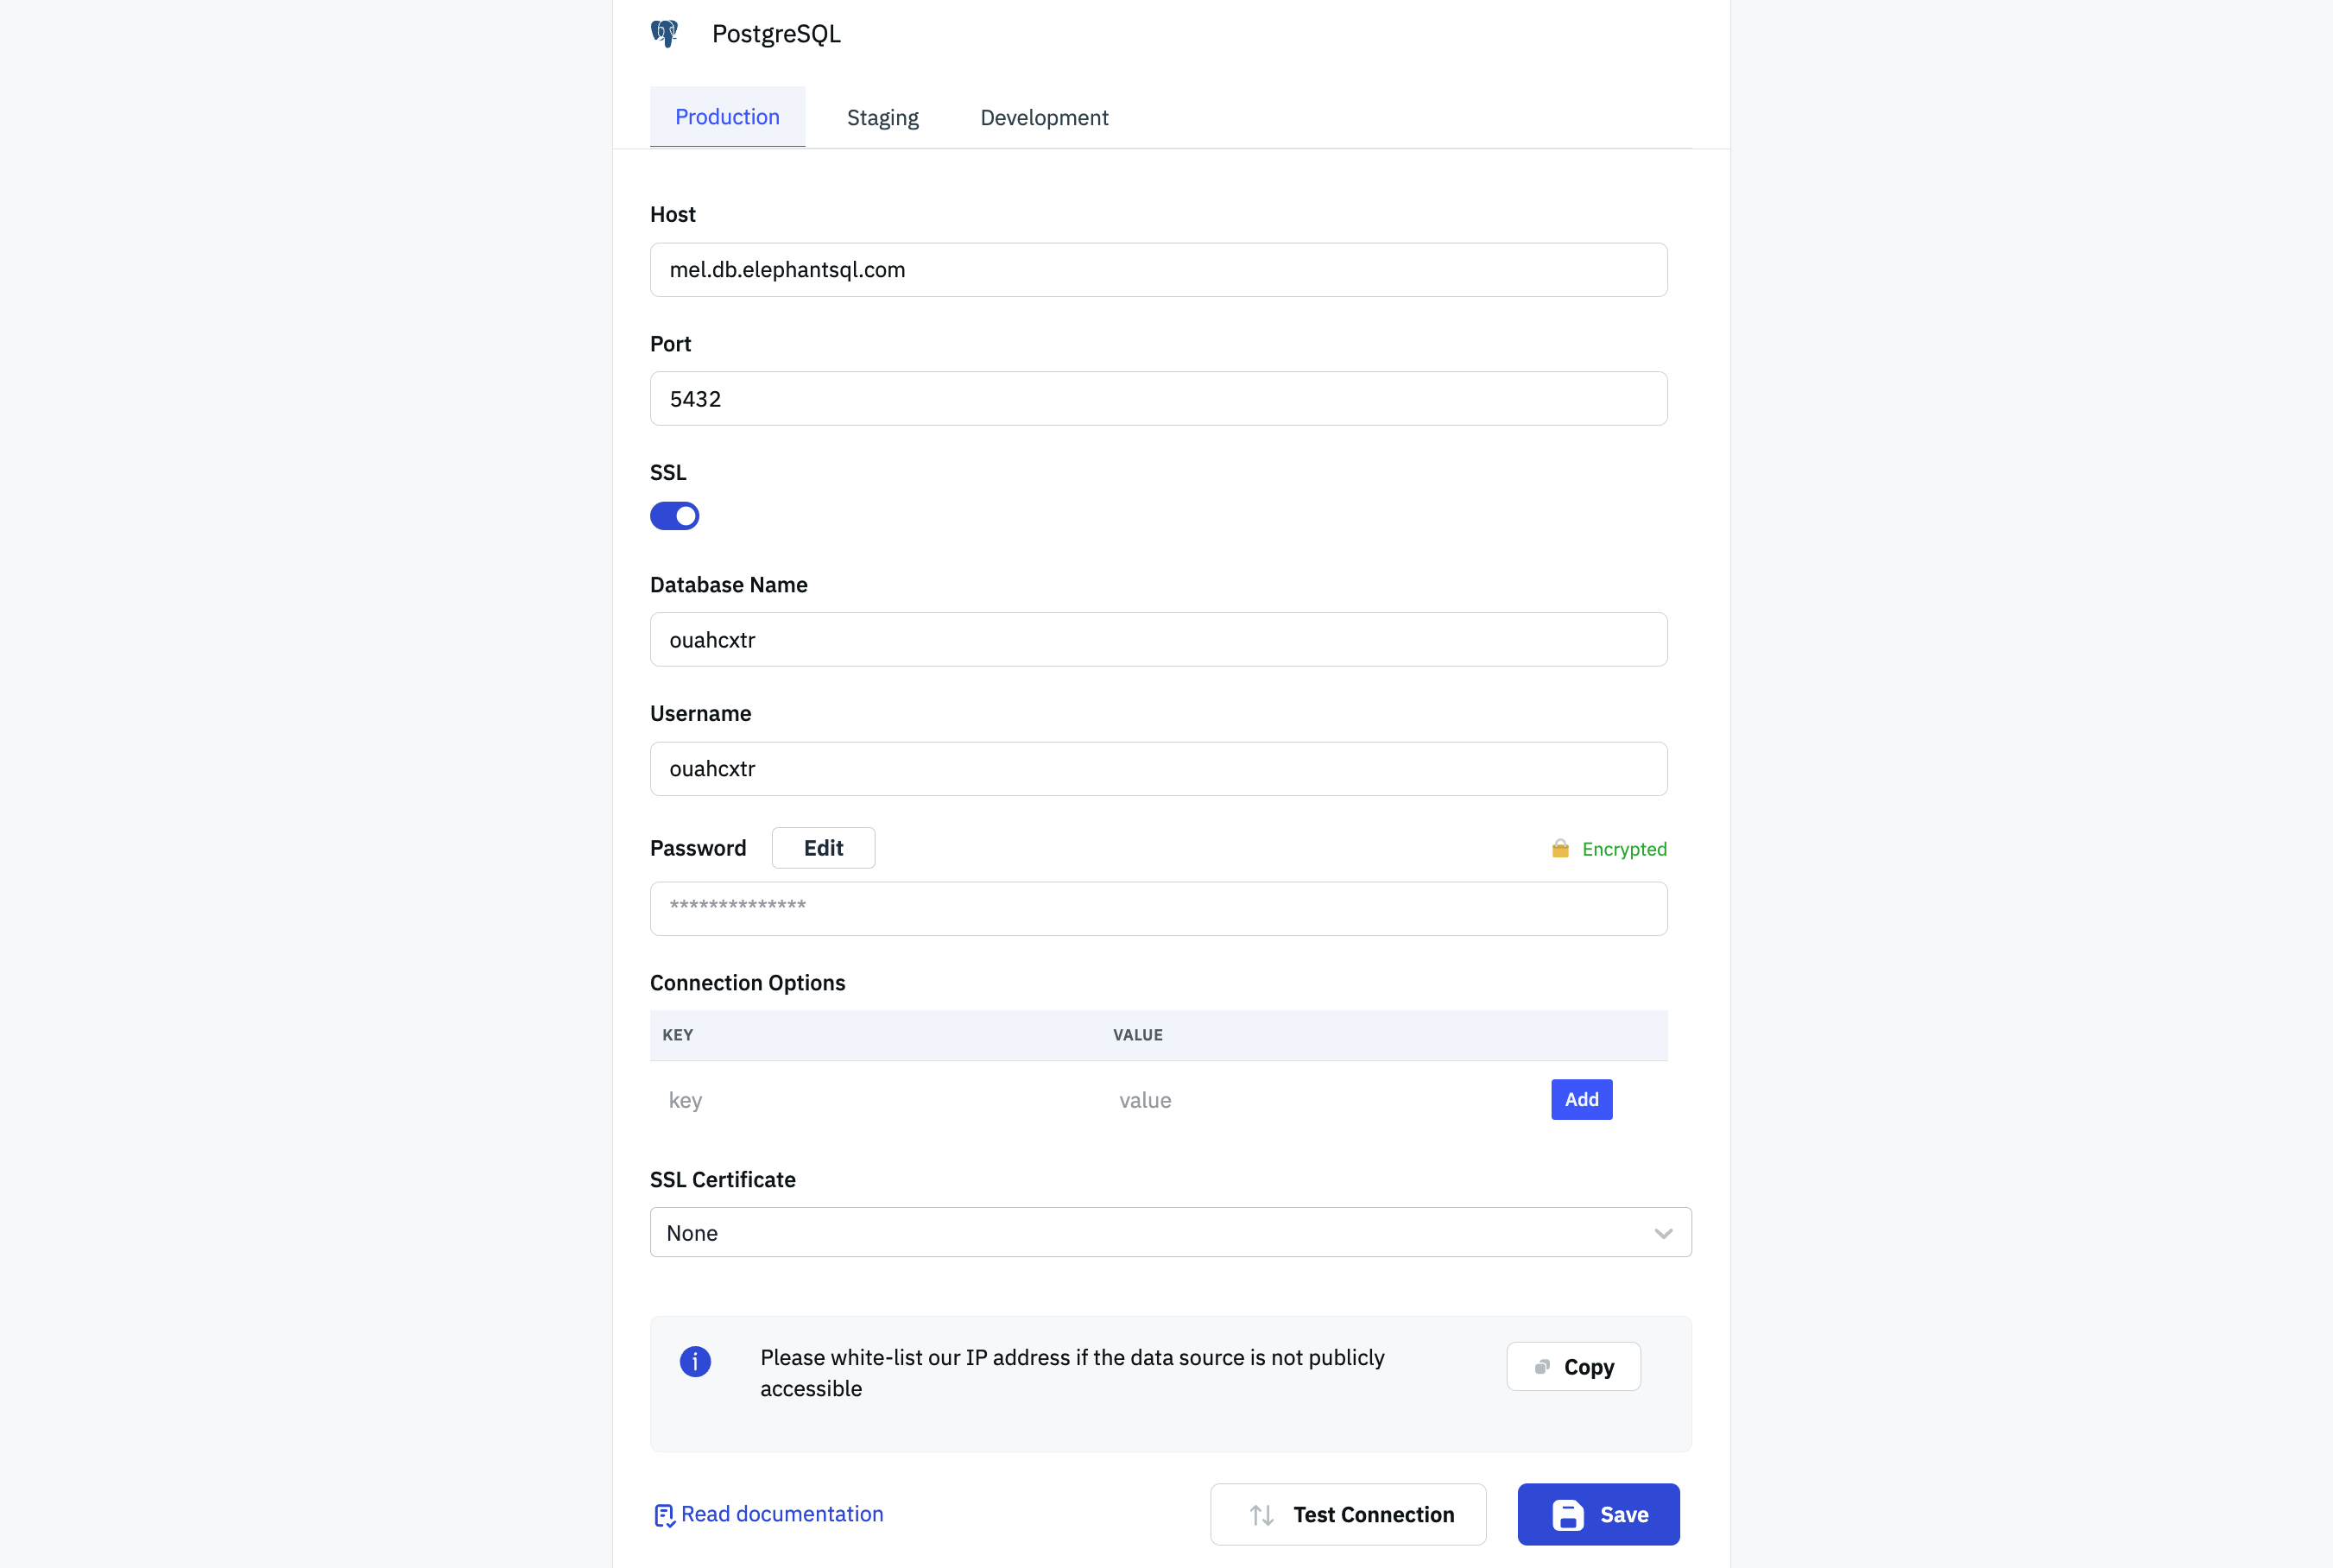 PostgreSQL
Production
Staging
Development
Host
mel.db.elephantsql.com
Port
5432
SSL
Database Name
ouahcxtr
Username
ouahcxtr
Password
Edit
Encrypted
**************
Connection Options
KEY
VALUE
key
value
Add
SSL Certificate
None
Please white-list our IP address if the data source is not publicly
accessible
Copy
Read documentation
Test Connection
Save